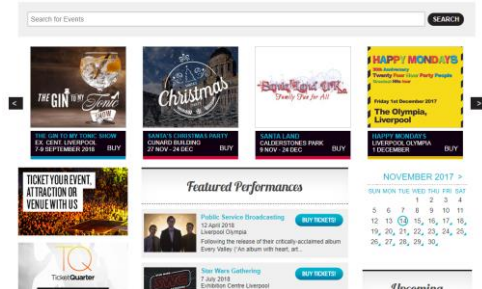 Search for Events
SEARCH
THE GIN TO MY Tonic
SHOW
Christmas
Santa Land UK
Family Fun for All
HAPPY MONDAYS
Twenty Four Hour Party People
Friday 1st December 2017
The Olympia,
Liverpool
<
>
THE GIN TO MY TONIC SHOW
EX. CENT. LIVERPOOL
7-9 SEPTEMBER 2018 BUY
SANTA'S CHRISTMAS PARTY
CUNARD BUILDING
27 NOV - 24 DEC BUY
SANTA LAND
CALDERSTONES PARK
9 NOV - 24 DEC BUY
HAPPY MONDAYS
LIVERPOOL OLYMPIA
1 DECEMBER BUY
TICKET YOUR EVENT,
ATTRACTION OR
VENUE WITH US
TQ
TicketQuarter
Featured Performances
Public Service Broadcasting
12 April 2018
Liverpool Olympia
Following the release of their critically-acclaimed album
Every Valley ("An album with heart, art...
BUY TICKETS!
Star Wars Gathering
7 July 2018
Exhibition Centre Liverpool
BUY TICKETS!
NOVEMBER 2017 >
SUN MON TUE WED THU FRI SAT
1 2 3 4
5 6 7 8 9 10 11
12 13 14 15 16 17 18
19 20 21 22 23 24 25
26 27 28 29 30
Upcoming